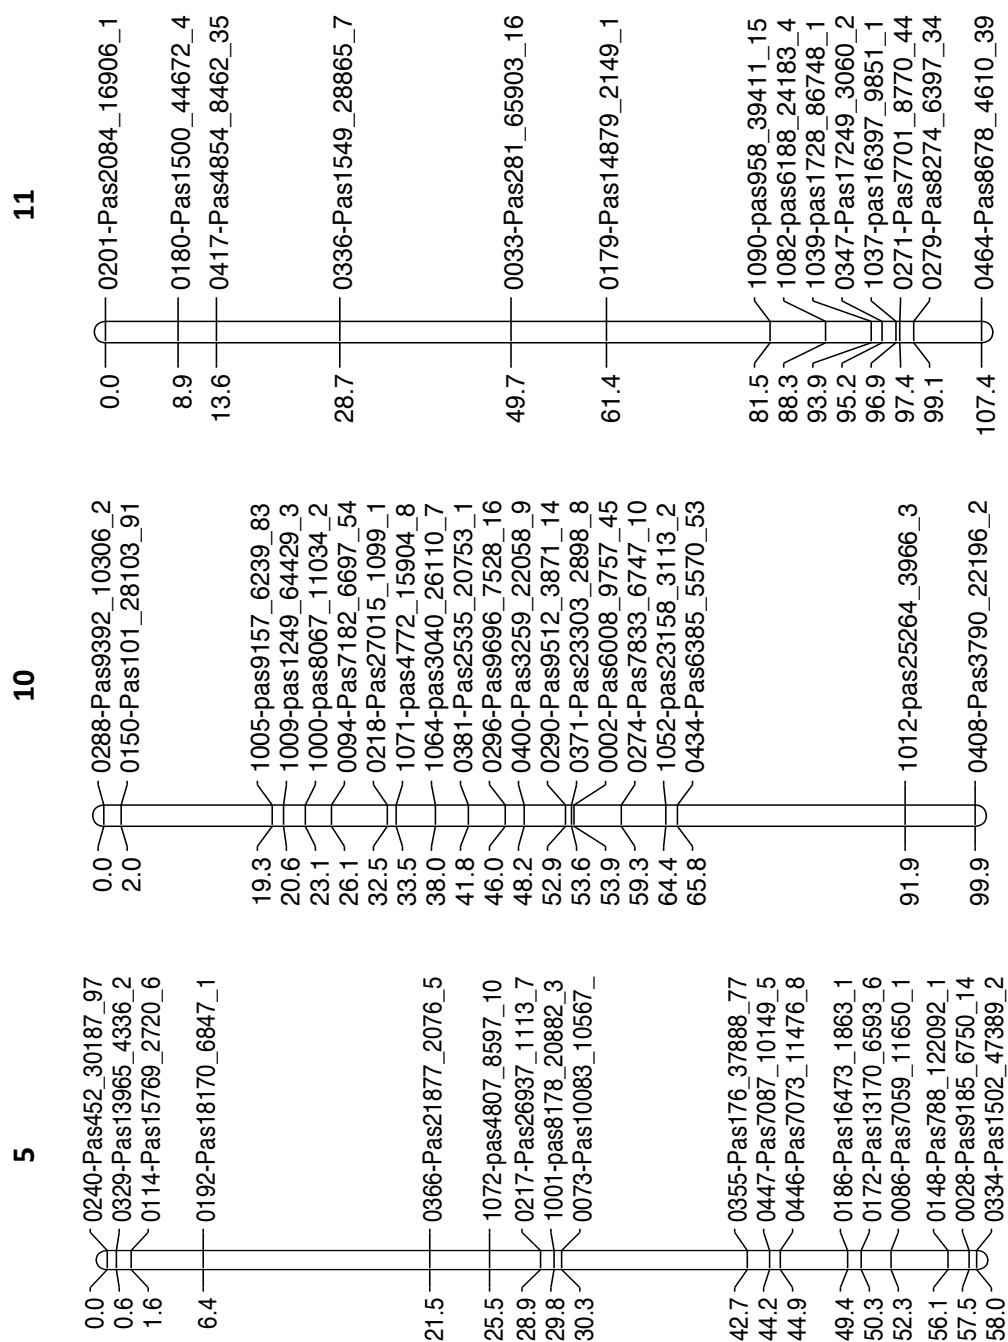 5
0.0 0240-Pas452_30187_97
0.6 0329-Pas13965_4336_2
1.6 0114-Pas15769_2720_6
6.4 0192-Pas18170_6847_1
21.5 0366-Pas21877_2076_5
25.5 1072-pas4807_8597_10
28.9 0217-Pas26937_1113_7
29.8 1001-pas8178_20882_3
30.3 0073-Pas10083_10567_
42.7 0355-Pas176_37888_77
44.2 0447-Pas7087_10149_5
44.9 0446-Pas7073_11476_8
49.4 0186-Pas16473_1863_1
50.3 0172-Pas13170_6593_6
52.3 0086-Pas7059_11650_1
56.1 0148-Pas788_122092_1
57.5 0028-Pas9185_6750_14
58.0 0334-Pas1502_47389_2
10
0.0 0288-Pas9392_10306_2
2.0 0150-Pas101_28103_91
19.3 1005-pas9157_6239_83
20.6 1009-pas1249_64429_3
23.1 1000-pas8067_11034_2
26.1 0094-Pas7182_6697_54
32.5 0218-Pas27015_1099_1
33.5 1071-pas4772_15904_8
38.0 1064-pas3040_26110_7
41.8 0381-Pas25535_20753_1
46.0 0296-Pas9696_7528_16
48.2 0400-Pas3259_22058_9
52.9 0290-Pas9512_3871_14
53.6 0371-Pas23303_2898_8
53.9 0002-Pas6008_9757_45
59.3 0274-Pas7833_6747_10
64.4 1052-pas23158_3113_2
65.8 0434-Pas6385_5570_53
91.9 1012-pas25264_3966_3
99.9 0408-Pas3790_22196_2
11
0.0 0201-Pas2084_16906_1
8.9 0180-Pas1500_44672_4
13.6 0417-Pas4854_8462_35
28.7 0336-Pas1549_28865_7
49.7 0033-Pas281_65903_16
61.4 0179-Pas14879_2149_1
81.5 1090-pas958_39411_15
88.3 1082-pas6188_24183_4
93.9 1039-pas1728_86748_1
95.2 0347-Pas17249_3060_2
96.9 1037-pas16397_9851_1
97.4 0271-Pas7701_8770_44
99.1 0279-Pas8274_6397_34
107.4 0464-Pas8678_4610_39